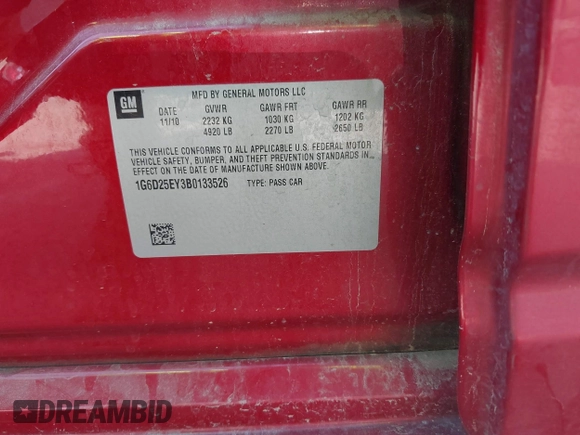 GM
MFD BY GENERAL MOTORS LLC
DATE GVWR GAWR FRT GAWR RR
11/10 2232 KG 1030 KG 1202 KG
4920 LB 2270 LB 2650 LB
THIS VEHICLE CONFORMS TO ALL APPLICABLE U.S. FEDERAL MOTOR
VEHICLE SAFETY, BUMPER, AND THEFT PREVENTION STANDARDS IN
EFFECT ON THE DATE OF MANUFACTURE SHOWN ABOVE.
1G6D25EY3B0133526 TYPE: PASS CAR
DREAMBID